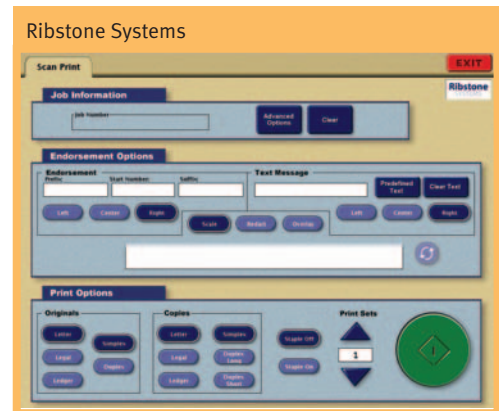 Ribstone Systems
Scan Print
EXIT
Ribstone
Job Information
Job Number
Advanced
Options
Clear
Endorsement Options
Endorsement
Prefix:
Start Number:
Suffix:
Text Message
Predefined
Text
Clear Text
Left
Center
Right
Scale
Redact
Overlay
Left
Center
Right
Print Options
Originals
Letter
Simplex
Legal
Duplex
Ledger
Copies
Letter
Simplex
Legal
Duplex
Long
Ledger
Duplex
Short
Staple Off
Staple On
Print Sets
1